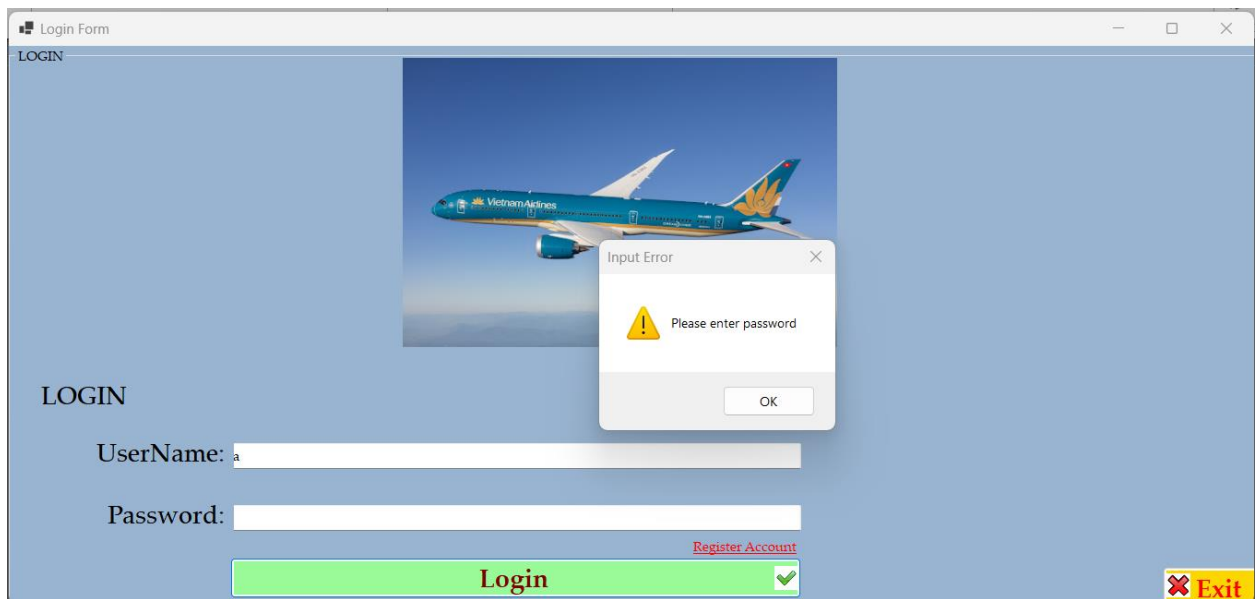 Login Form
LOGIN
Vietnam Airlines
Input Error
Please enter password
OK
LOGIN
UserName: a
Password:
Register Account
Login
Exit